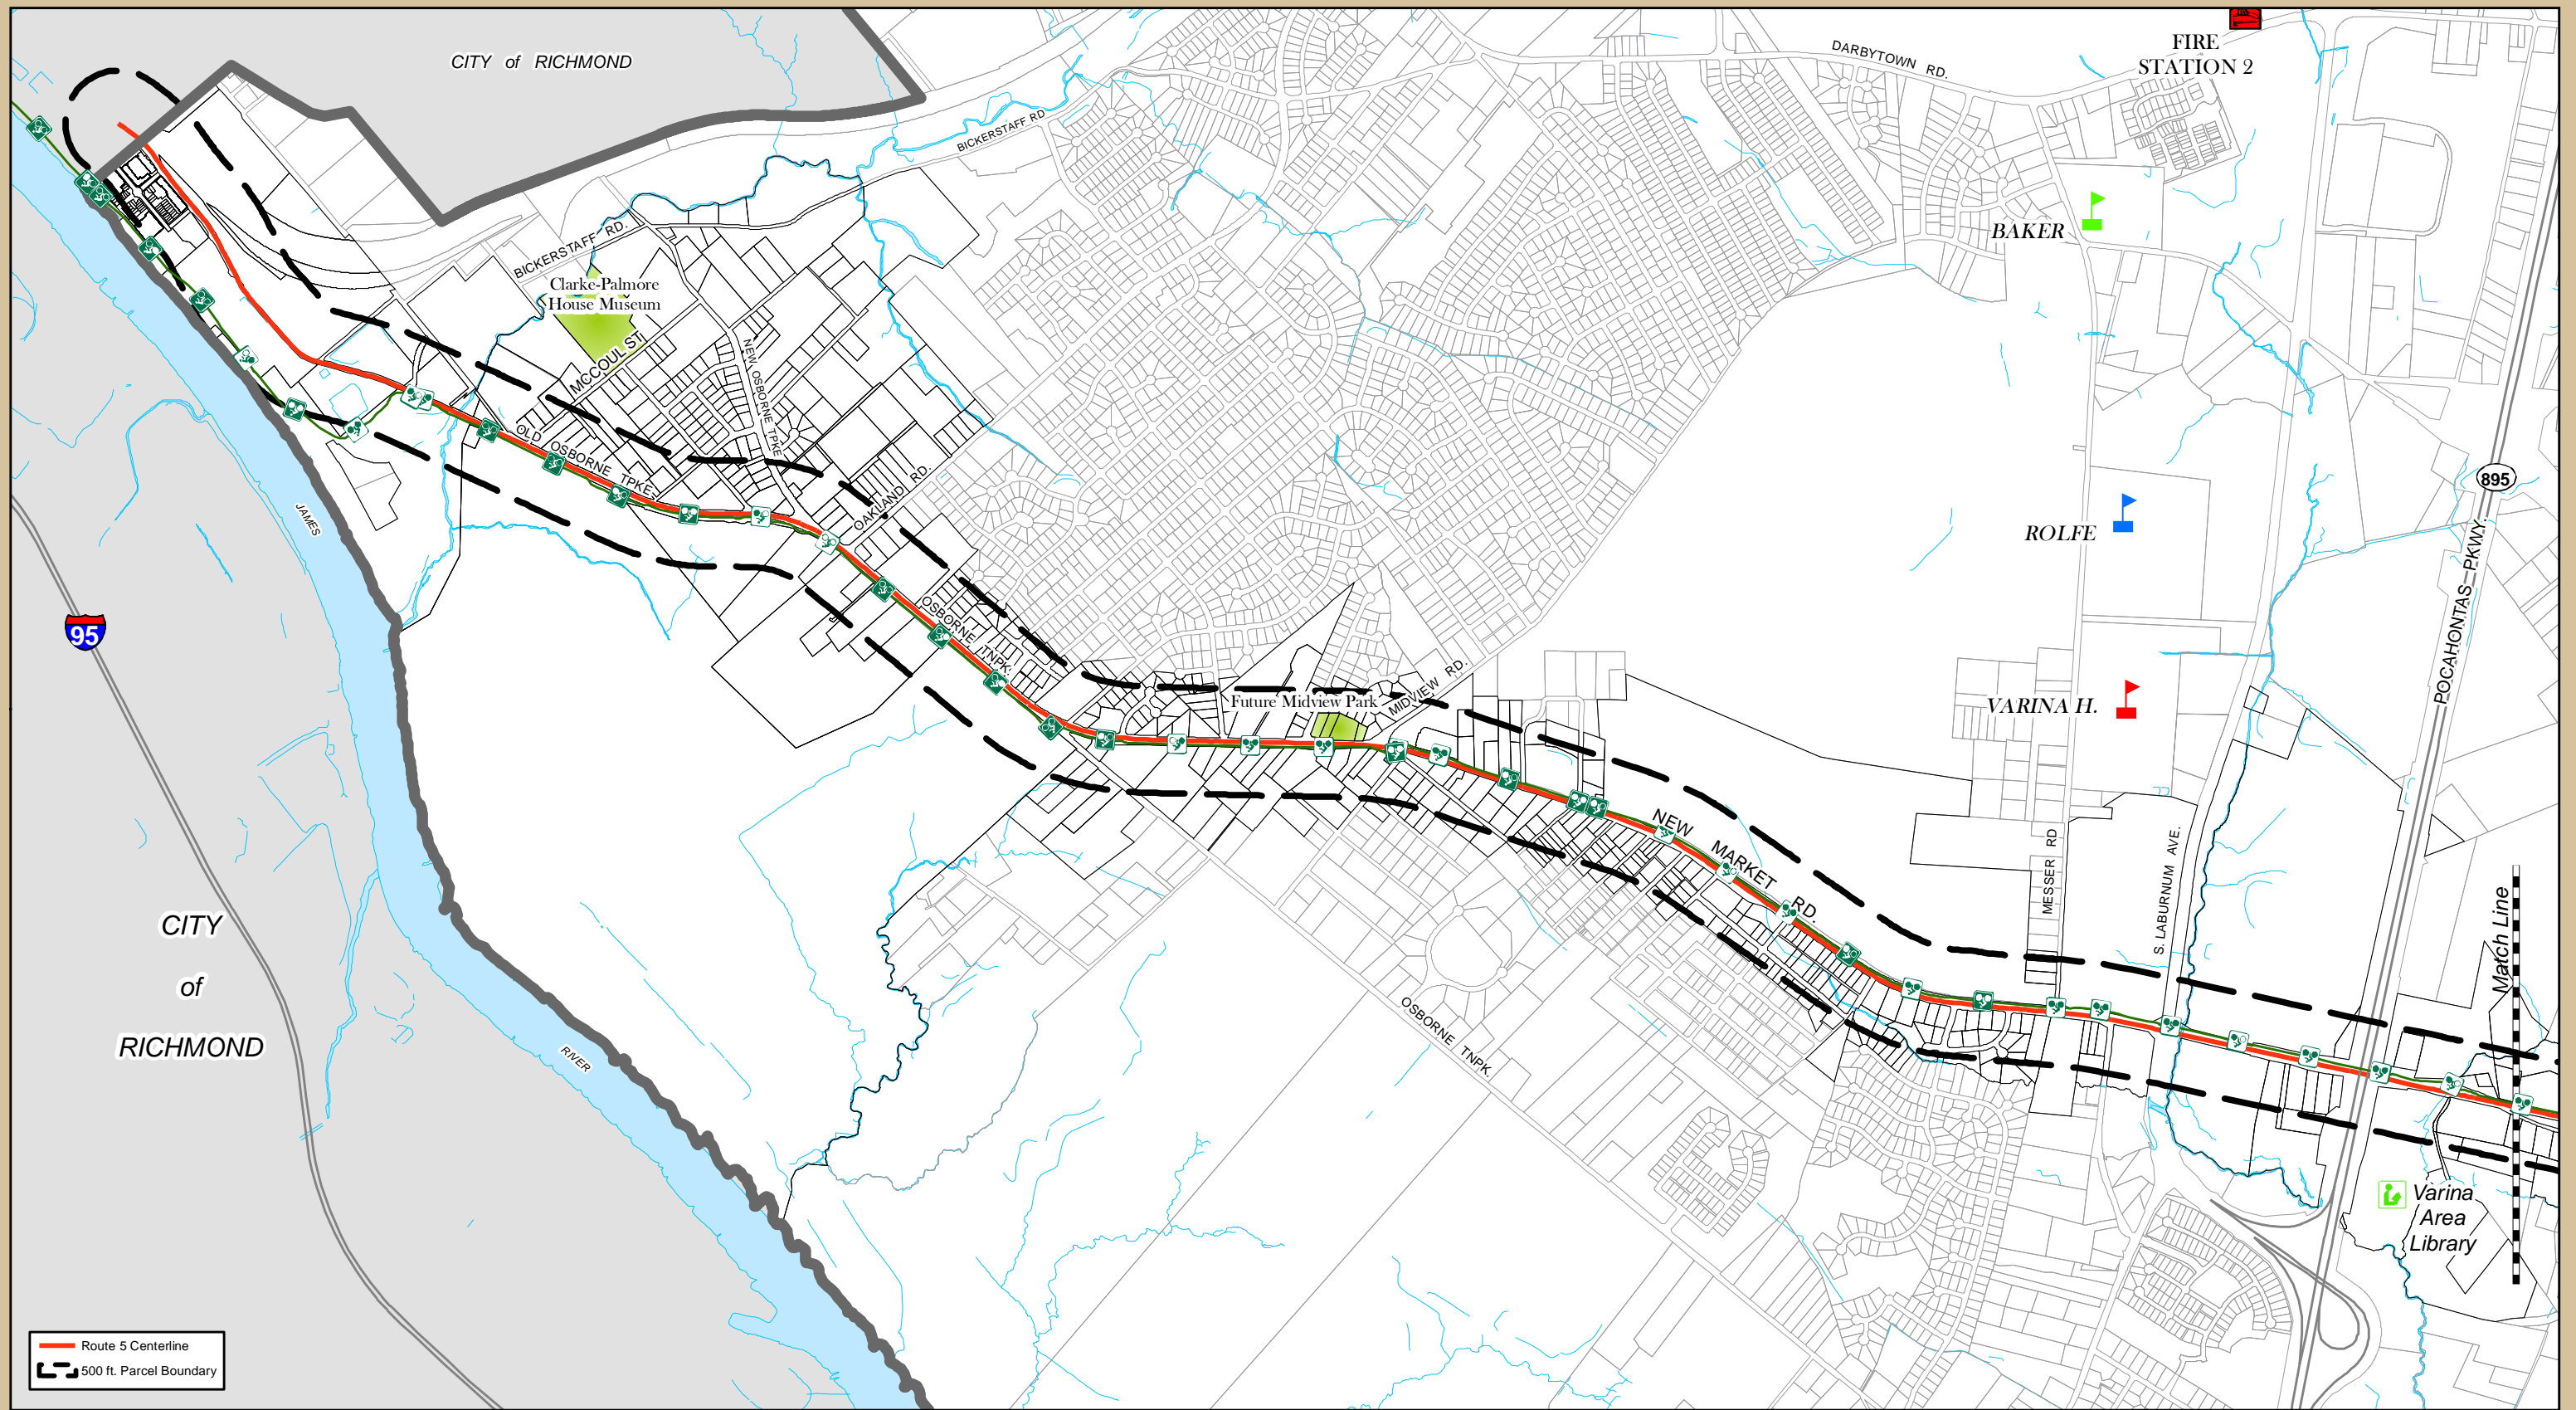 CITY of RICHMOND
DARBYTOWN RD.
FIRE
STATION 2
BICKERSTAFF RD
BAKER
BICKERSTAFF RD.
Clarke-Palmore
House Museum
MCCOUL ST
NEW OSBORNE TPKE
OLD OSBORNE TPKE
OAKLAND RD.
895
JAMES
ROLFE
POCAHONTAS PKWY.
95
OSBORNE TNPK.
MIDVIEW RD.
Future Midview Park
VARINA H.
NEW MARKET RD.
MESSER RD
S. LABURNUM AVE.
Match Line
CITY
of
RICHMOND
OSBORNE TNPK.
RIVER
Varina
Area
Library
Route 5 Centerline
500 ft. Parcel Boundary